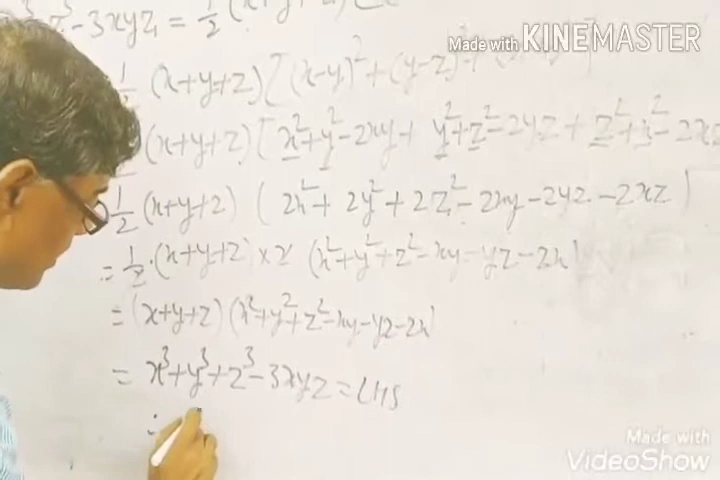 - 3xyz = 1/2 (x+y+z) [
Made with KINEMASTER
1/2 (x+y+z) [(x-y)² + (y-z)² +
(x+y+z) [x²+y²-2xy + y²+z²-2yz + z²+x²-2x
1/2 (x+y+z) (2x²+ 2y²+ 2z²- 2xy -2yz -2xz)
= 1/2 . (x+y+z) × 2 (x²+y²+z²-xy-yz-zx)
= (x+y+z) (x²+y²+z²-xy-yz-zx)
= x³+y³+z³-3xyz = LHS
Made with
VideoShow